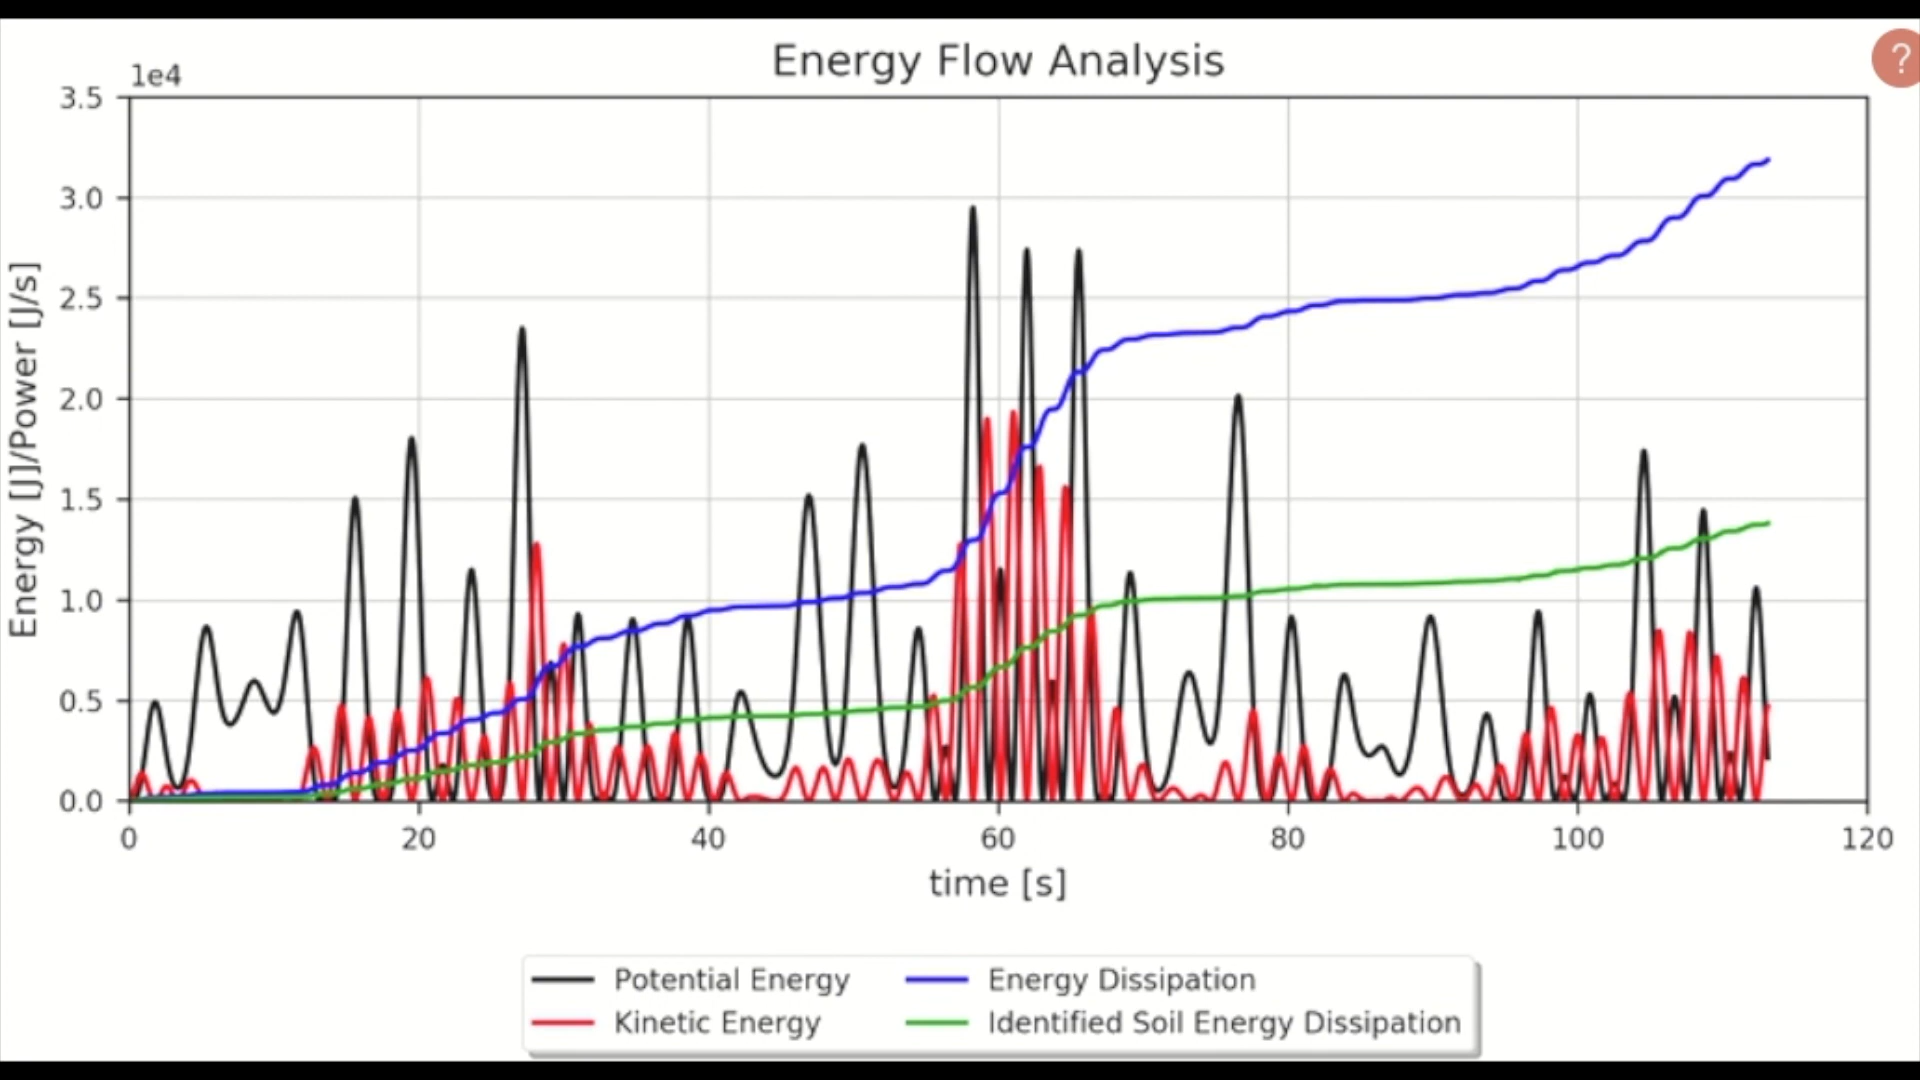 Energy Flow Analysis
?
1e4
3.5
3.0
2.5
2.0
1.5
1.0
0.5
0.0
Energy [J]/Power [J/s]
0 20 40 60 80 100 120
time [s]
Potential Energy Energy Dissipation
Kinetic Energy Identified Soil Energy Dissipation